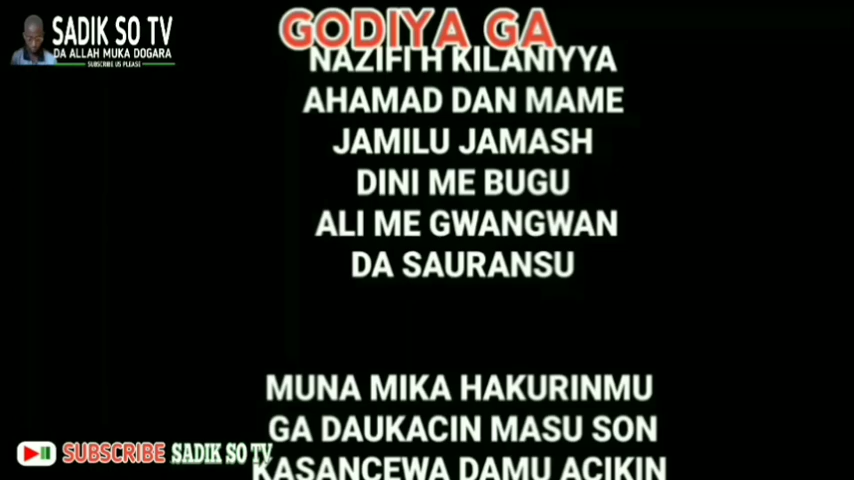 SADIK SO TV
DA ALLAH MUKA DOGARA
SUBSCRIBE US PLEASE
GODIYA GA
NAZIFI H KILANIYYA
AHAMAD DAN MAME
JAMILU JAMASH
DINI ME BUGU
ALI ME GWANGWAN
DA SAURANSU
MUNA MIKA HAKURINMU
GA DAUKACIN MASU SON
KASANCEWA DAMU ACIKIN
SUBSCRIBE SADIK SO TV